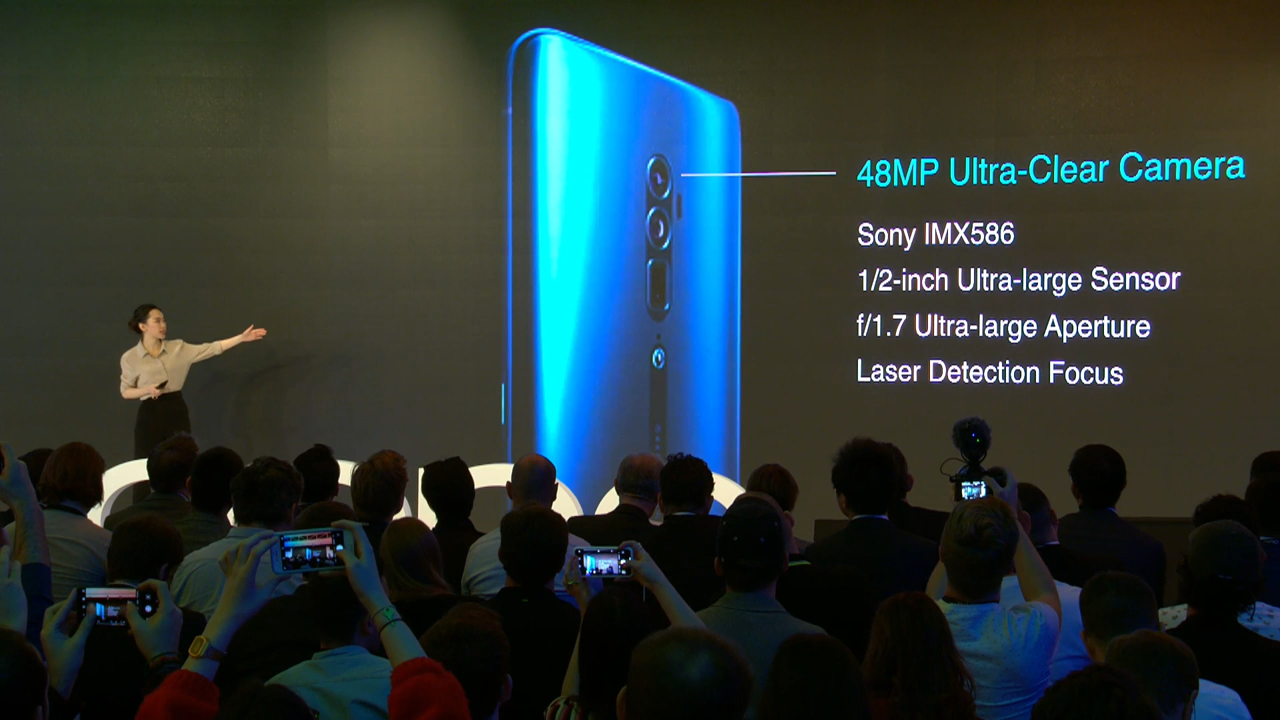 48MP Ultra-Clear Camera
Sony IMX586
1/2-inch Ultra-large Sensor
f/1.7 Ultra-large Aperture
Laser Detection Focus